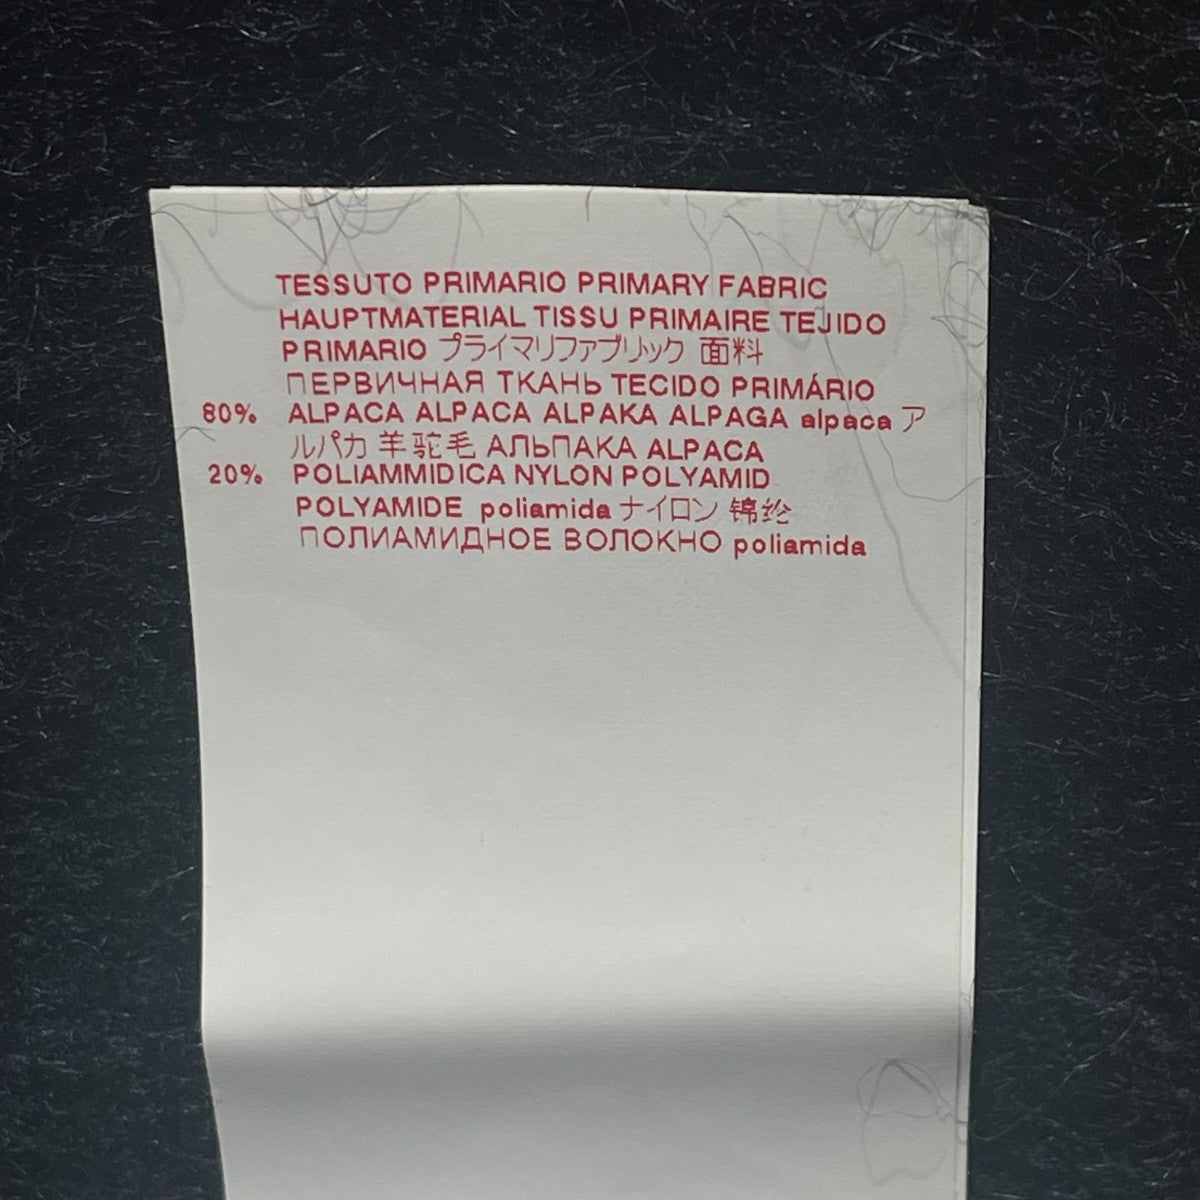 TESSUTO PRIMARIO PRIMARY FABRIC
HAUPTMATERIAL TISSU PRIMAIRE TEJIDO
PRIMARIO プライマリファブリック 面料
ПЕРВИЧНАЯ ТКАНЬ TECIDO PRIMÁRIO
80% ALPACA ALPACA ALPAKA ALPAGA alpaca ア
ルパカ 羊驼毛 АЛЬПАКА ALPACA
20% POLIAMMIDICA NYLON POLYAMID
POLYAMIDE poliamida ナイロン 锦纶
ПОЛИАМИДНОЕ ВОЛОКНО poliamida